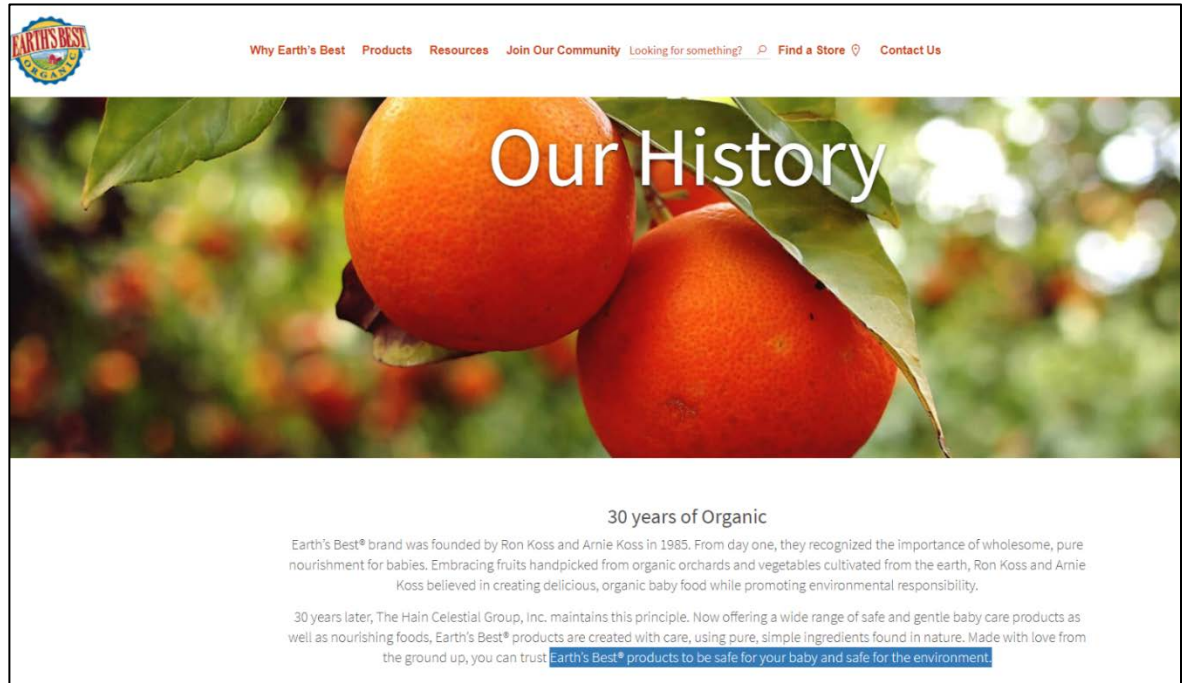 EARTH'S BEST
ORGANIC
Why Earth's Best Products Resources Join Our Community Looking for something? Find a Store Contact Us
Our History
30 years of Organic
Earth's Best® brand was founded by Ron Koss and Arnie Koss in 1985. From day one, they recognized the importance of wholesome, pure
nourishment for babies. Embracing fruits handpicked from organic orchards and vegetables cultivated from the earth, Ron Koss and Arnie
Koss believed in creating delicious, organic baby food while promoting environmental responsibility.
30 years later, The Hain Celestial Group, Inc. maintains this principle. Now offering a wide range of safe and gentle baby care products as
well as nourishing foods, Earth's Best® products are created with care, using pure, simple ingredients found in nature. Made with love from
the ground up, you can trust Earth's Best® products to be safe for your baby and safe for the environment.